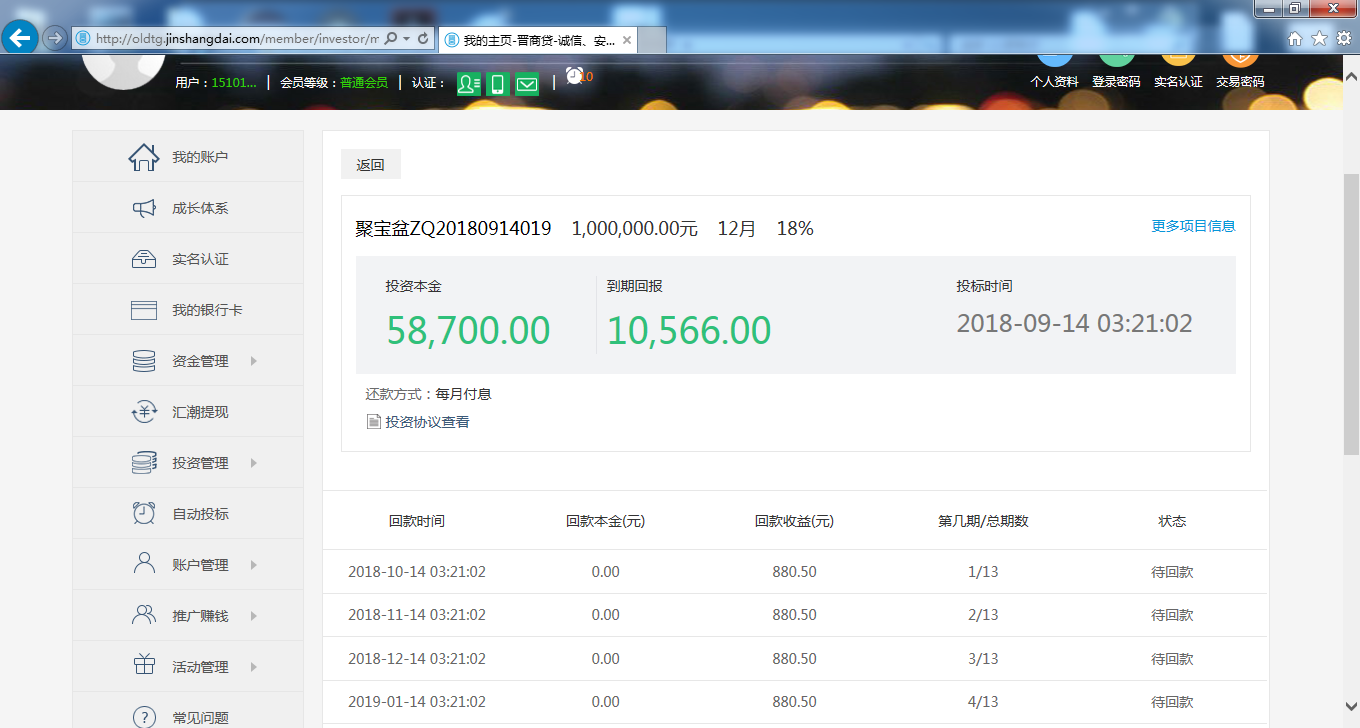 http://oldtg.jinshangdai.com/member/investor/m
我的主页-晋商贷-诚信、安...
用户：15101... | 会员等级：普通会员 | 认证： | 10
个人资料 登录密码 实名认证 交易密码
我的账户
成长体系
实名认证
我的银行卡
资金管理
汇潮提现
投资管理
自动投标
账户管理
推广赚钱
活动管理
常见问题
返回
聚宝盆ZQ20180914019 1,000,000.00元 12月 18% 更多项目信息
投资本金 到期回报 投标时间
58,700.00 10,566.00 2018-09-14 03:21:02
还款方式：每月付息
投资协议查看
回款时间 回款本金(元) 回款收益(元) 第几期/总期数 状态
2018-10-14 03:21:02 0.00 880.50 1/13 待回款
2018-11-14 03:21:02 0.00 880.50 2/13 待回款
2018-12-14 03:21:02 0.00 880.50 3/13 待回款
2019-01-14 03:21:02 0.00 880.50 4/13 待回款